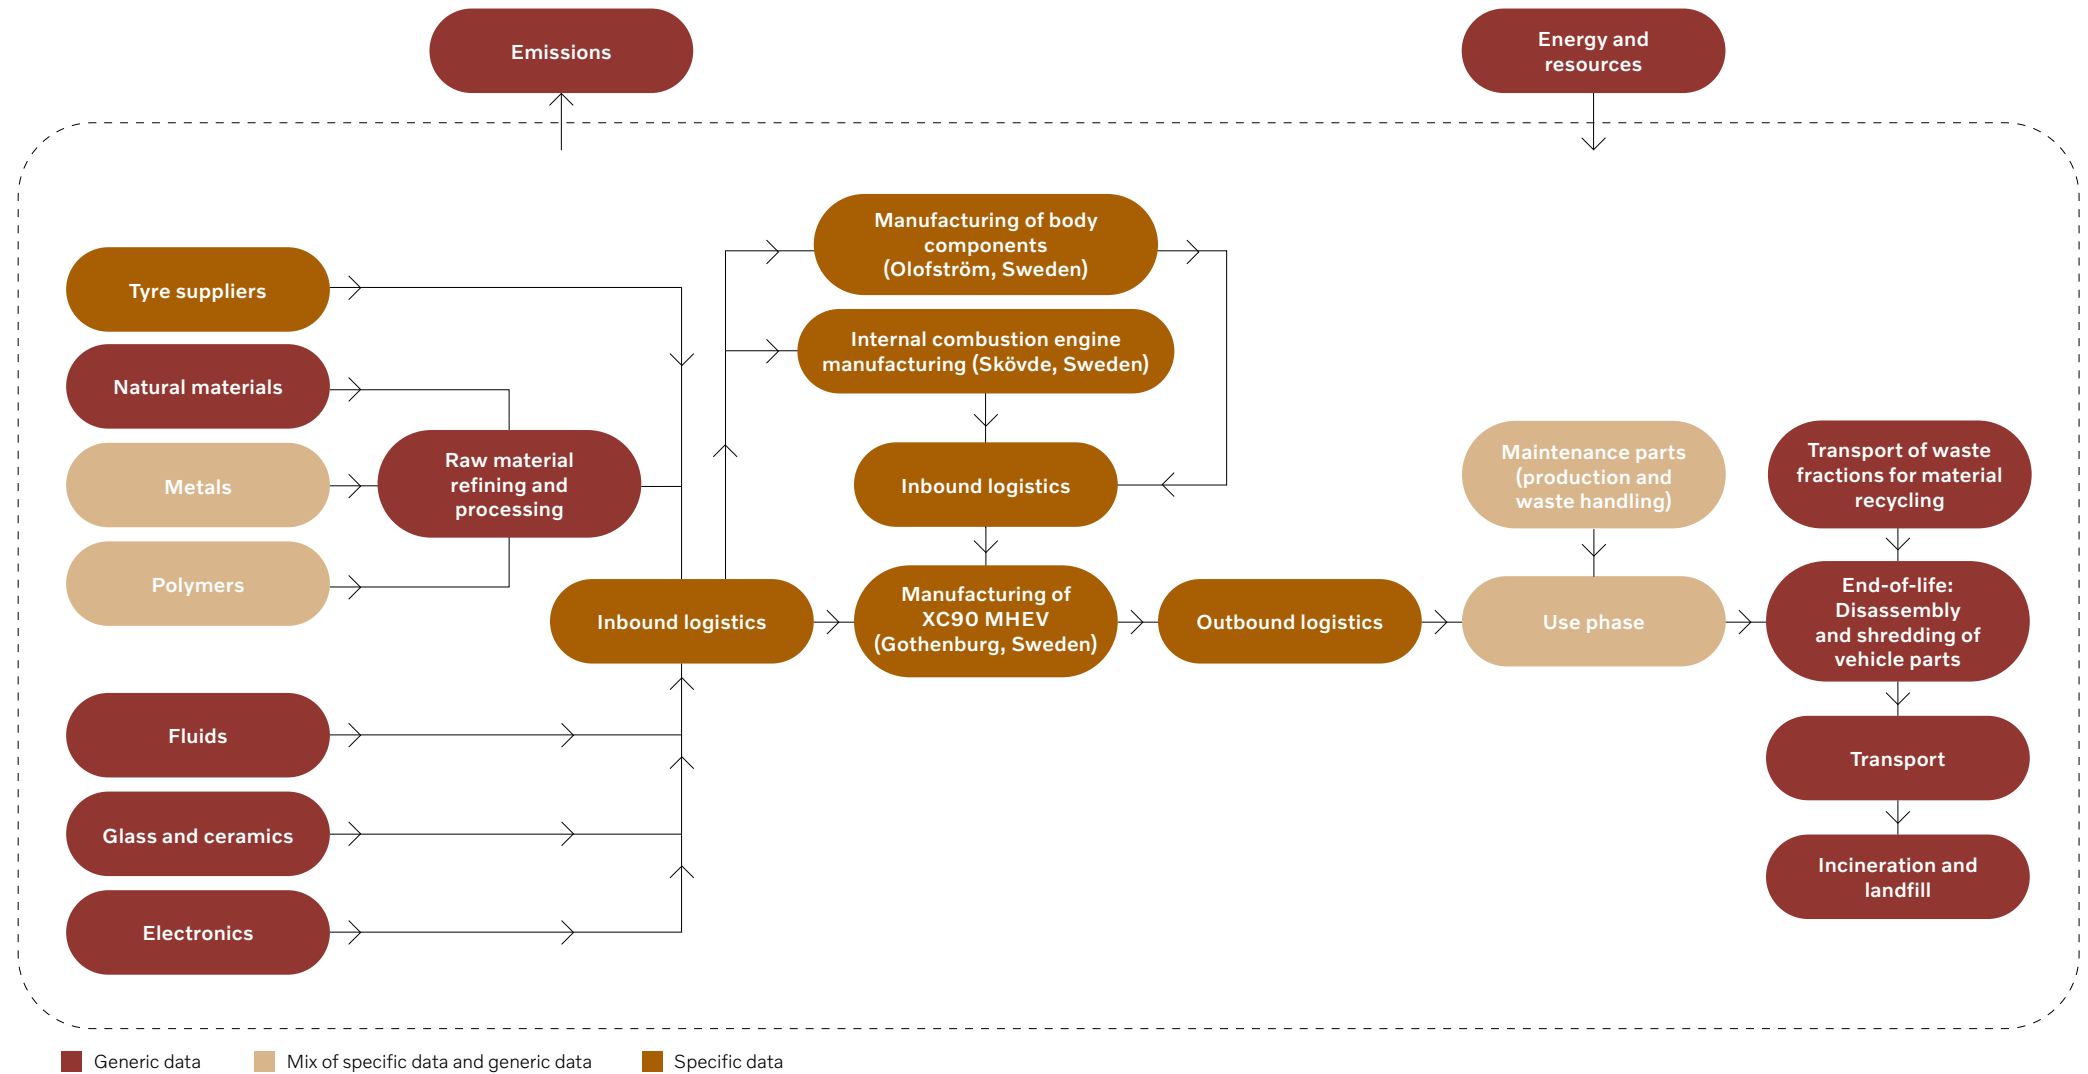 Emissions
Energy and
resources
Tyre suppliers
Natural materials
Metals
Polymers
Raw material
refining and
processing
Fluids
Glass and ceramics
Electronics
Inbound logistics
Manufacturing of body
components
(Olofström, Sweden)
Internal combustion engine
manufacturing (Skövde, Sweden)
Inbound logistics
Manufacturing of
XC90 MHEV
(Gothenburg, Sweden)
Outbound logistics
Maintenance parts
(production and
waste handling)
Use phase
Transport of waste
fractions for material
recycling
End-of-life:
Disassembly
and shredding of
vehicle parts
Transport
Incineration and
landfill
Generic data
Mix of specific data and generic data
Specific data